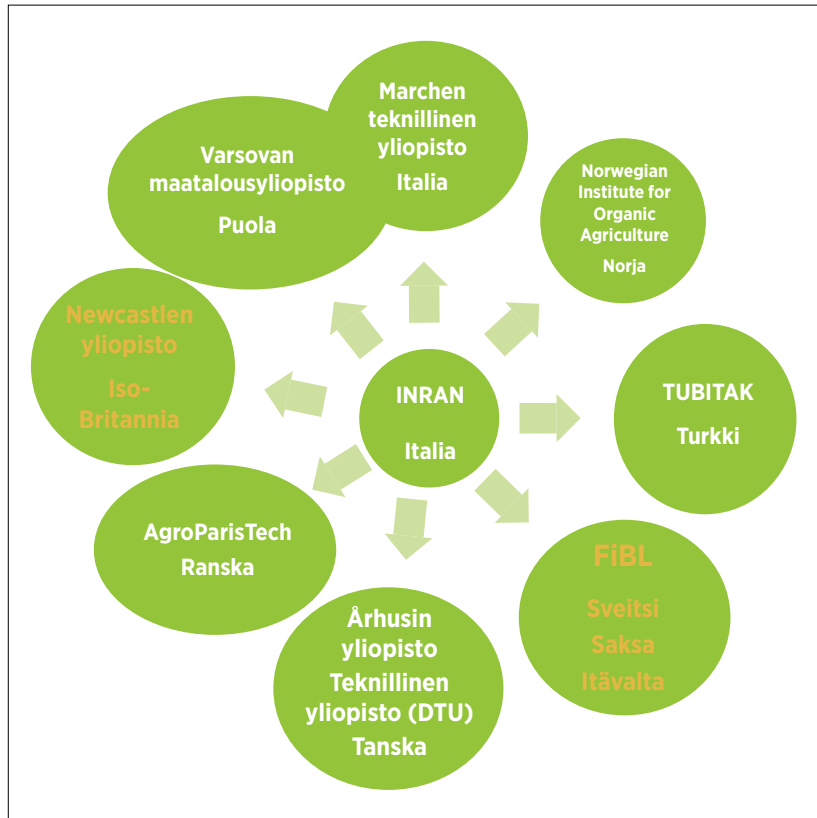 Marchen
teknillinen
yliopisto
Italia
Varsovan
maatalousyliopisto
Puola
Norwegian
Institute for
Organic
Agriculture
Norja
Newcastlen
yliopisto
Iso-
Britannia
INRAN
Italia
TUBITAK
Turkki
AgroParisTech
Ranska
FiBL
Sveitsi
Saksa
Itävalta
Århusin
yliopisto
Teknillinen
yliopisto (DTU)
Tanska